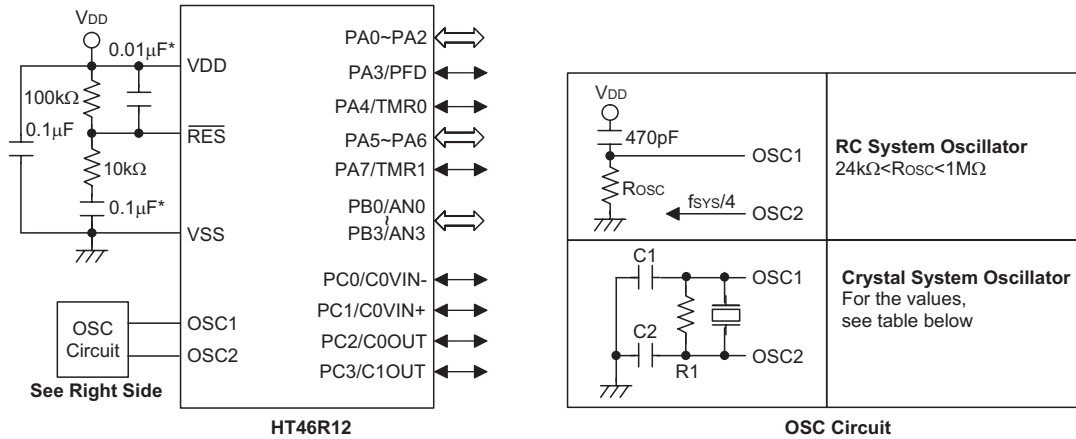 VDD
0.01μF*
100kΩ
0.1μF
10kΩ
0.1μF*
VDD
RES
VSS
OSC1
OSC2
OSC
Circuit
See Right Side
PA0~PA2
PA3/PFD
PA4/TMR0
PA5~PA6
PA7/TMR1
PB0/AN0
~
PB3/AN3
PC0/C0VIN-
PC1/C0VIN+
PC2/C0OUT
PC3/C1OUT
HT46R12
VDD
470pF
OSC1
ROSC
fSYS/4
OSC2
RC System Oscillator
24kΩ<ROSC<1MΩ
C1
OSC1
C2
OSC2
R1
Crystal System Oscillator
For the values,
see table below
OSC Circuit